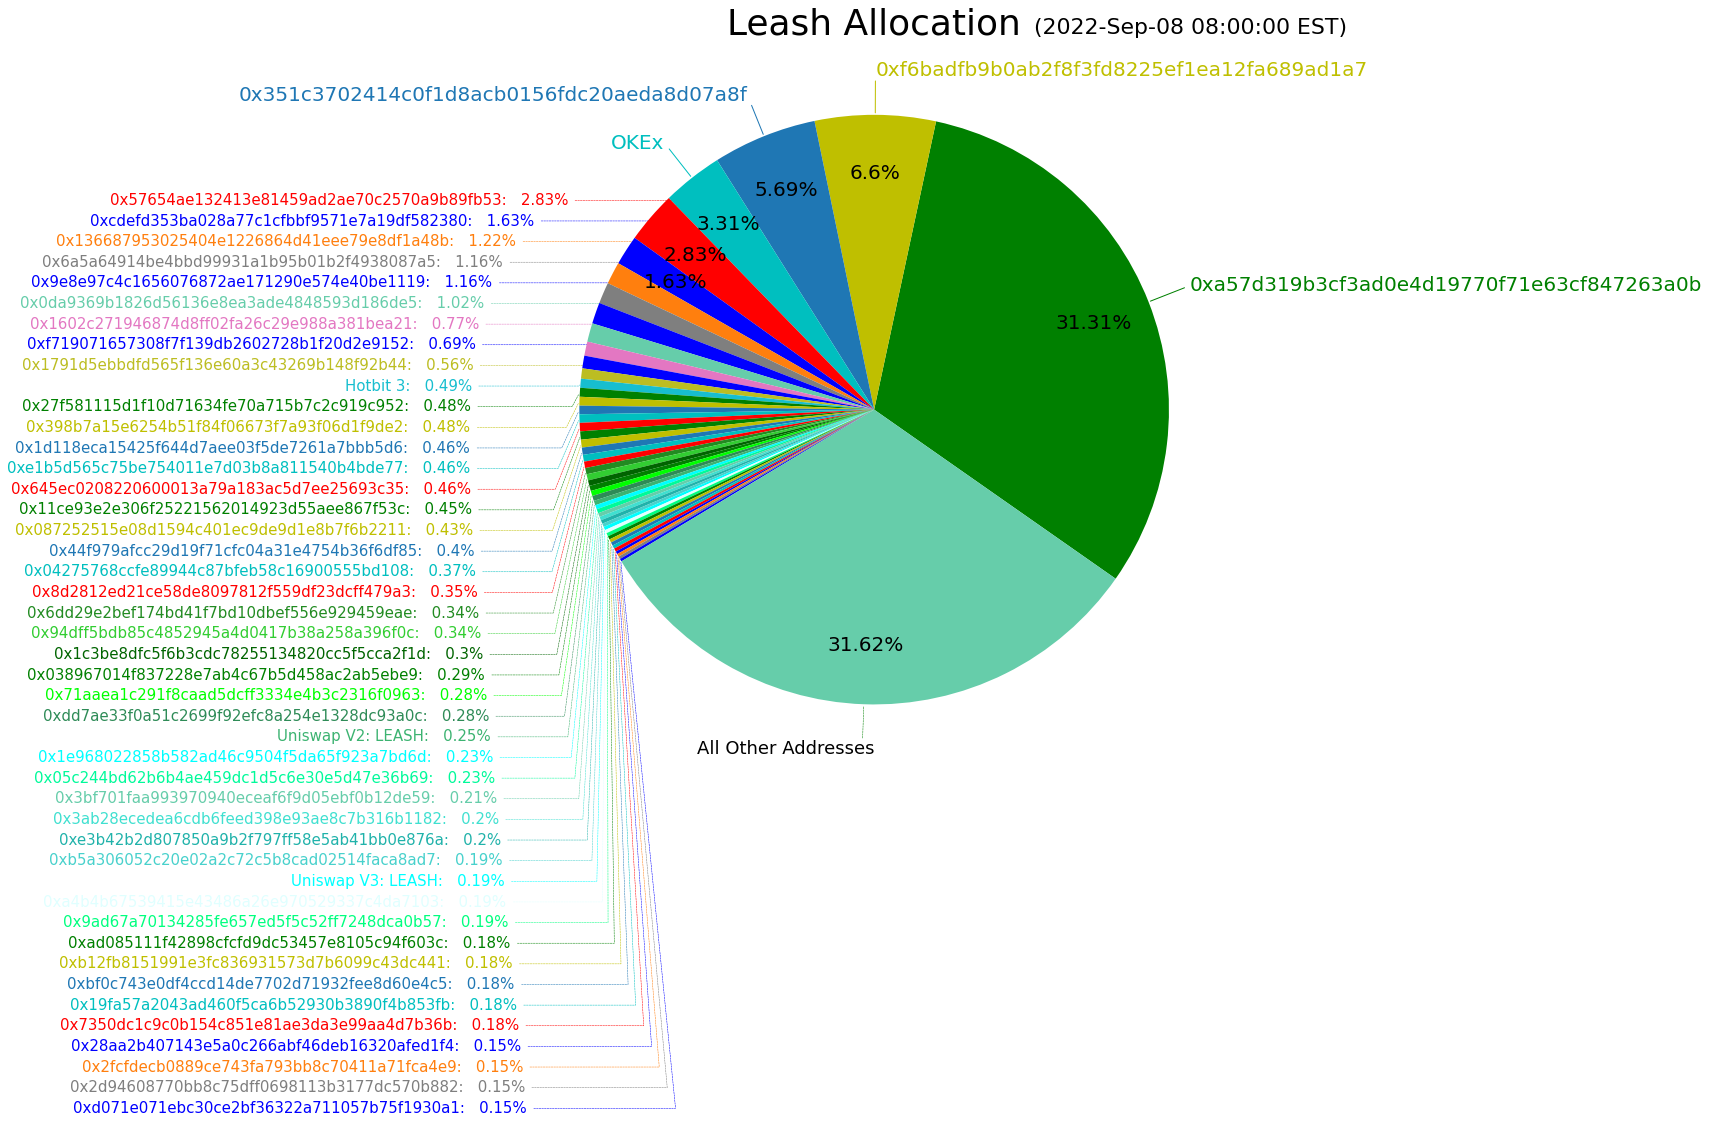 Leash Allocation (2022-Sep-08 08:00:00 EST)
0xf6badfb9b0ab2f8f3fd8225ef1ea12fa689ad1a7
0x351c3702414c0f1d8acb0156fdc20aeda8d07a8f
OKEx
6.6%
5.69%
0x57654ae132413e81459ad2ae70c2570a9b89fb53: 2.83%
0xcdefd353ba028a77c1cfbbf9571e7a19df582380: 1.63%
3.31%
0x136687953025404e1226864d41eee79e8df1a48b: 1.22%
2.83%
0x6a5a64914be4bbd99931a1b95b01b2f4938087a5: 1.16%
0x9e8e97c4c1656076872ae171290e574e40be1119: 1.16%
1.63%
0xa57d319b3cf3ad0e4d19770f71e63cf847263a0b
0x0da9369b1826d56136e8ea3ade4848593d186de5: 1.02%
0x1602c271946874d8ff02fa26c29e988a381bea21: 0.77%
31.31%
0xf719071657308f7f139db2602728b1f20d2e9152: 0.69%
0x1791d5ebbdfd565f136e60a3c43269b148f92b44: 0.56%
Hotbit 3: 0.49%
0x27f581115d1f10d71634fe70a715b7c2c919c952: 0.48%
0x398b7a15e6254b51f84f06673f7a93f06d1f9de2: 0.48%
0x1d118eca15425f644d7aee03f5de7261a7bbb5d6: 0.46%
0xe1b5d565c75be754011e7d03b8a811540b4bde77: 0.46%
0x645ec0208220600013a79a183ac5d7ee25693c35: 0.46%
0x11ce93e2e306f25221562014923d55aee867f53c: 0.45%
0x087252515e08d1594c401ec9de9d1e8b7f6b2211: 0.43%
0x44f979afcc29d19f71cfc04a31e4754b36f6df85: 0.4%
0x04275768ccfe89944c87bfeb58c16900555bd108: 0.37%
0x8d2812ed21ce58de8097812f559df23dcff479a3: 0.35%
0x6dd29e2bef174bd41f7bd10dbef556e929459eae: 0.34%
0x94dff5bdb85c4852945a4d0417b38a258a396f0c: 0.34%
31.62%
0x1c3be8dfc5f6b3cdc78255134820cc5f5cca2f1d: 0.3%
0x038967014f837228e7ab4c67b5d458ac2ab5ebe9: 0.29%
0x71aaea1c291f8caad5dcff3334e4b3c2316f0963: 0.28%
0xdd7ae33f0a51c2699f92efc8a254e1328dc93a0c: 0.28%
Uniswap V2: LEASH: 0.25%
All Other Addresses
0x1e968022858b582ad46c9504f5da65f923a7bd6d: 0.23%
0x05c244bd62b6b4ae459dc1d5c6e30e5d47e36b69: 0.23%
0x3bf701faa993970940eceaf6f9d05ebf0b12de59: 0.21%
0x3ab28ecedea6cdb6feed398e93ae8c7b316b1182: 0.2%
0xe3b42b2d807850a9b2f797ff58e5ab41bb0e876a: 0.2%
0xb5a306052c20e02a2c72c5b8cad02514faca8ad7: 0.19%
Uniswap V3: LEASH: 0.19%
0.19%
0x9ad67a70134285fe657ed5f5c52ff7248dca0b57: 0.19%
0xad085111f42898cfcfd9dc53457e8105c94f603c: 0.18%
0xb12fb8151991e3fc836931573d7b6099c43dc441: 0.18%
0xbf0c743e0df4ccd14de7702d71932fee8d60e4c5: 0.18%
0x19fa57a2043ad460f5ca6b52930b3890f4b853fb: 0.18%
0x7350dc1c9c0b154c851e81ae3da3e99aa4d7b36b: 0.18%
0x28aa2b407143e5a0c266abf46deb16320afed1f4: 0.15%
0x2fcfdecb0889ce743fa793bb8c70411a71fca4e9: 0.15%
0x2d94608770bb8c75dff0698113b3177dc570b882: 0.15%
0xd071e071ebc30ce2bf36322a711057b75f1930a1: 0.15%